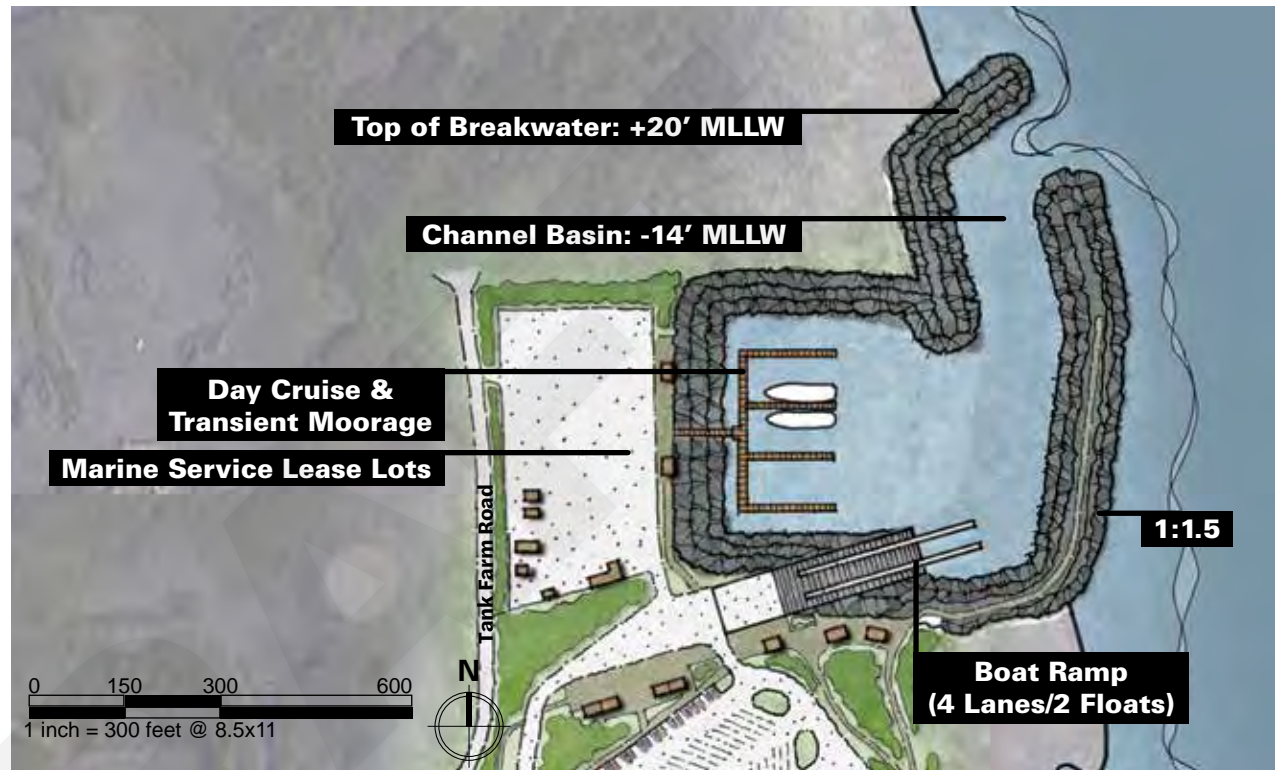 Top of Breakwater: +20’ MLLW
Channel Basin: -14’ MLLW
Day Cruise &
Transient Moorage
Marine Service Lease Lots
Tank Farm Road
1:1.5
Boat Ramp
(4 Lanes/2 Floats)
N
0 150 300 600
1 inch = 300 feet @ 8.5x11